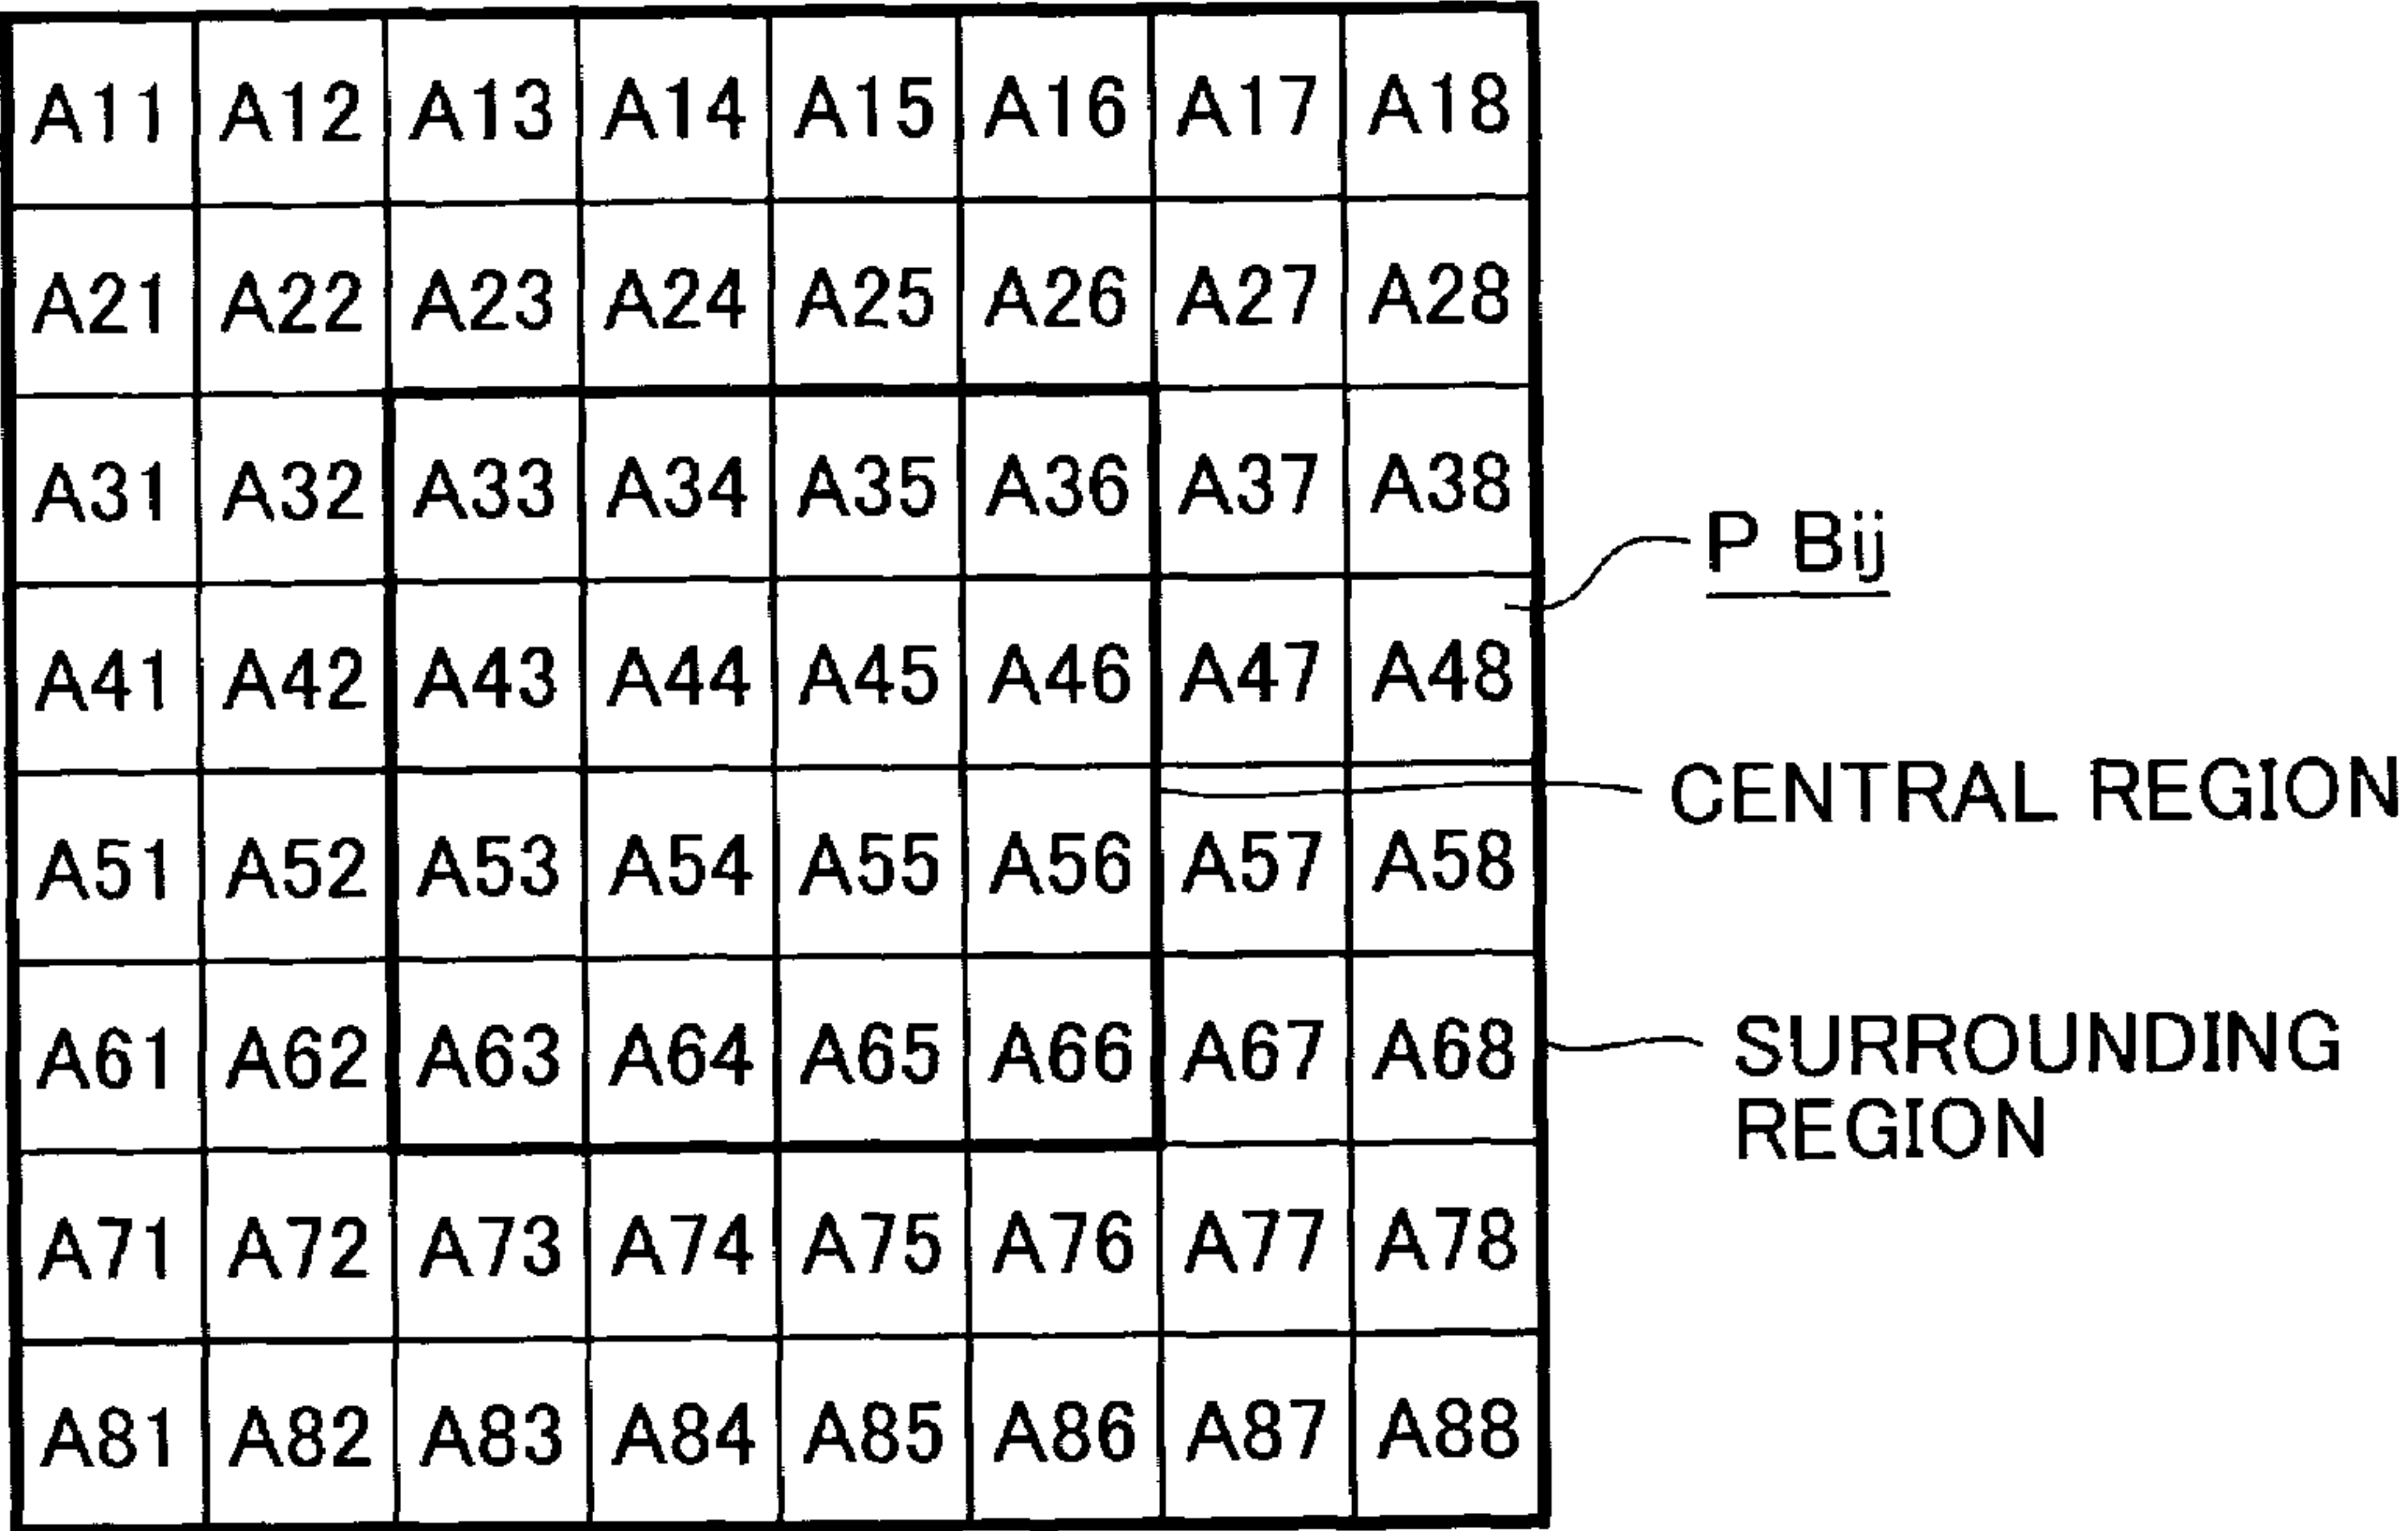 A11 A12 A13 A14 A15 A16 A17 A18
A21 A22 A23 A24 A25 A26 A27 A28
A31 A32 A33 A34 A35 A36 A37 A38
P Bij
A41 A42 A43 A44 A45 A46 A47 A48
CENTRAL REGION
A51 A52 A53 A54 A55 A56 A57 A58
A61 A62 A63 A64 A65 A66 A67 A68
SURROUNDING
REGION
A71 A72 A73 A74 A75 A76 A77 A78
A81 A82 A83 A84 A85 A86 A87 A88